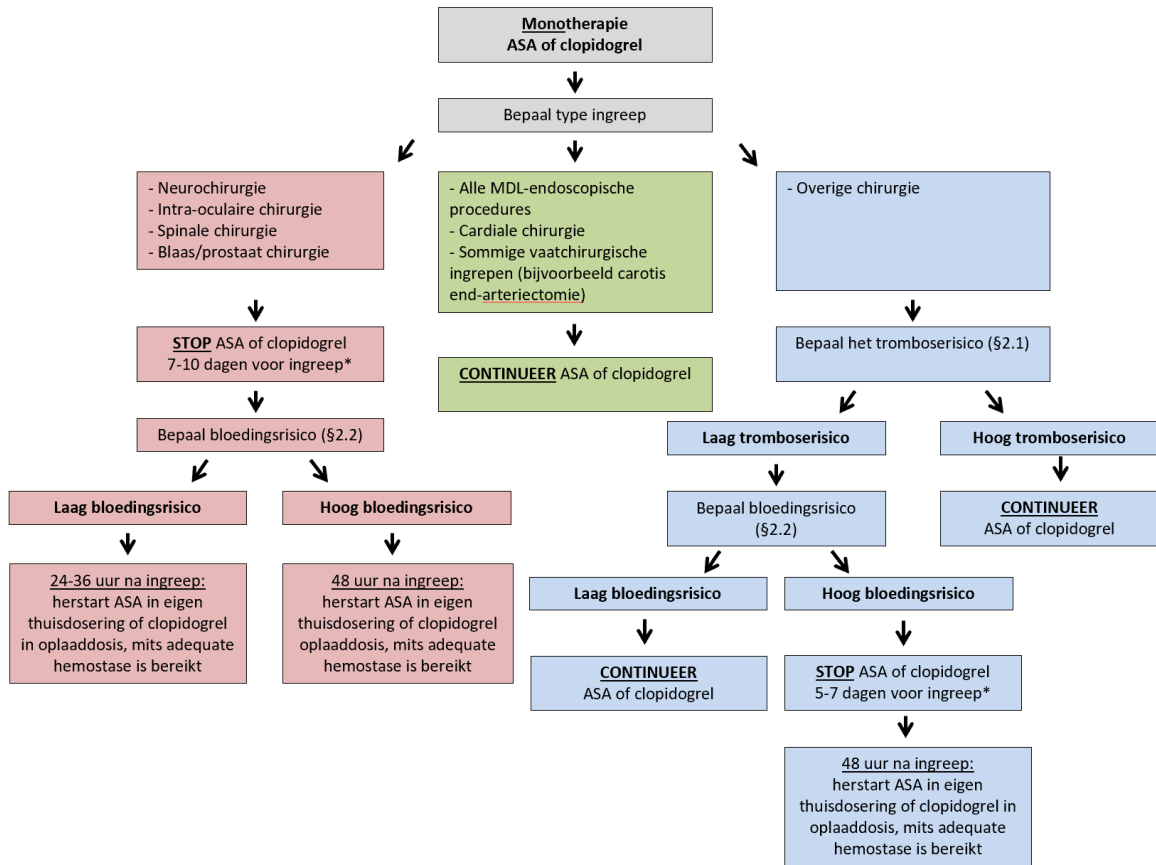 Monotherapie
ASA of clopidogrel
Bepaal type ingreep
- Neurochirurgie
- Intra-oculaire chirurgie
- Spinale chirurgie
- Blaas/prostaat chirurgie
- Alle MDL-endoscopische
procedures
- Cardiale chirurgie
- Sommige vaatchirurgische
ingrepen (bijvoorbeeld carotis
end-arteriectomie)
- Overige chirurgie
STOP ASA of clopidogrel
7-10 dagen voor ingreep*
CONTINUEER ASA of clopidogrel
Bepaal het tromboserisico (§2.1)
Bepaal bloedingsrisico (§2.2)
Laag tromboserisico
Hoog tromboserisico
Laag bloedingsrisico
Hoog bloedingsrisico
Bepaal bloedingsrisico
(§2.2)
CONTINUEER
ASA of clopidogrel
24-36 uur na ingreep:
herstart ASA in eigen
thuisdosering of clopidogrel
in oplaaddosis, mits adequate
hemostase is bereikt
48 uur na ingreep:
herstart ASA in eigen
thuisdosering of clopidogrel
oplaaddosis, mits adequate
hemostase is bereikt
Laag bloedingsrisico
Hoog bloedingsrisico
CONTINUEER
ASA of clopidogrel
STOP ASA of clopidogrel
5-7 dagen voor ingreep*
48 uur na ingreep:
herstart ASA in eigen
thuisdosering of clopidogrel in
oplaaddosis, mits adequate
hemostase is bereikt